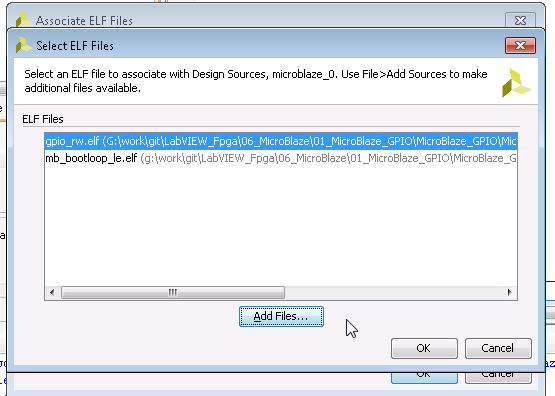 Associate ELF Files
Select ELF Files
Select an ELF file to associate with Design Sources, microblaze_0. Use File>Add Sources to make
additional files available.
ELF Files
gpio_rw.elf (G:\work\git\LabVIEW_Fpga\06_MicroBlaze\01_MicroBlaze_GPIO\MicroBlaze_GPIO\Mic
mb_bootloop_le.elf (g:\work\git\LabVIEW_Fpga\06_MicroBlaze\01_MicroBlaze_GPIO\MicroBlaze_G
Add Files...
OK Cancel
OK Cancel